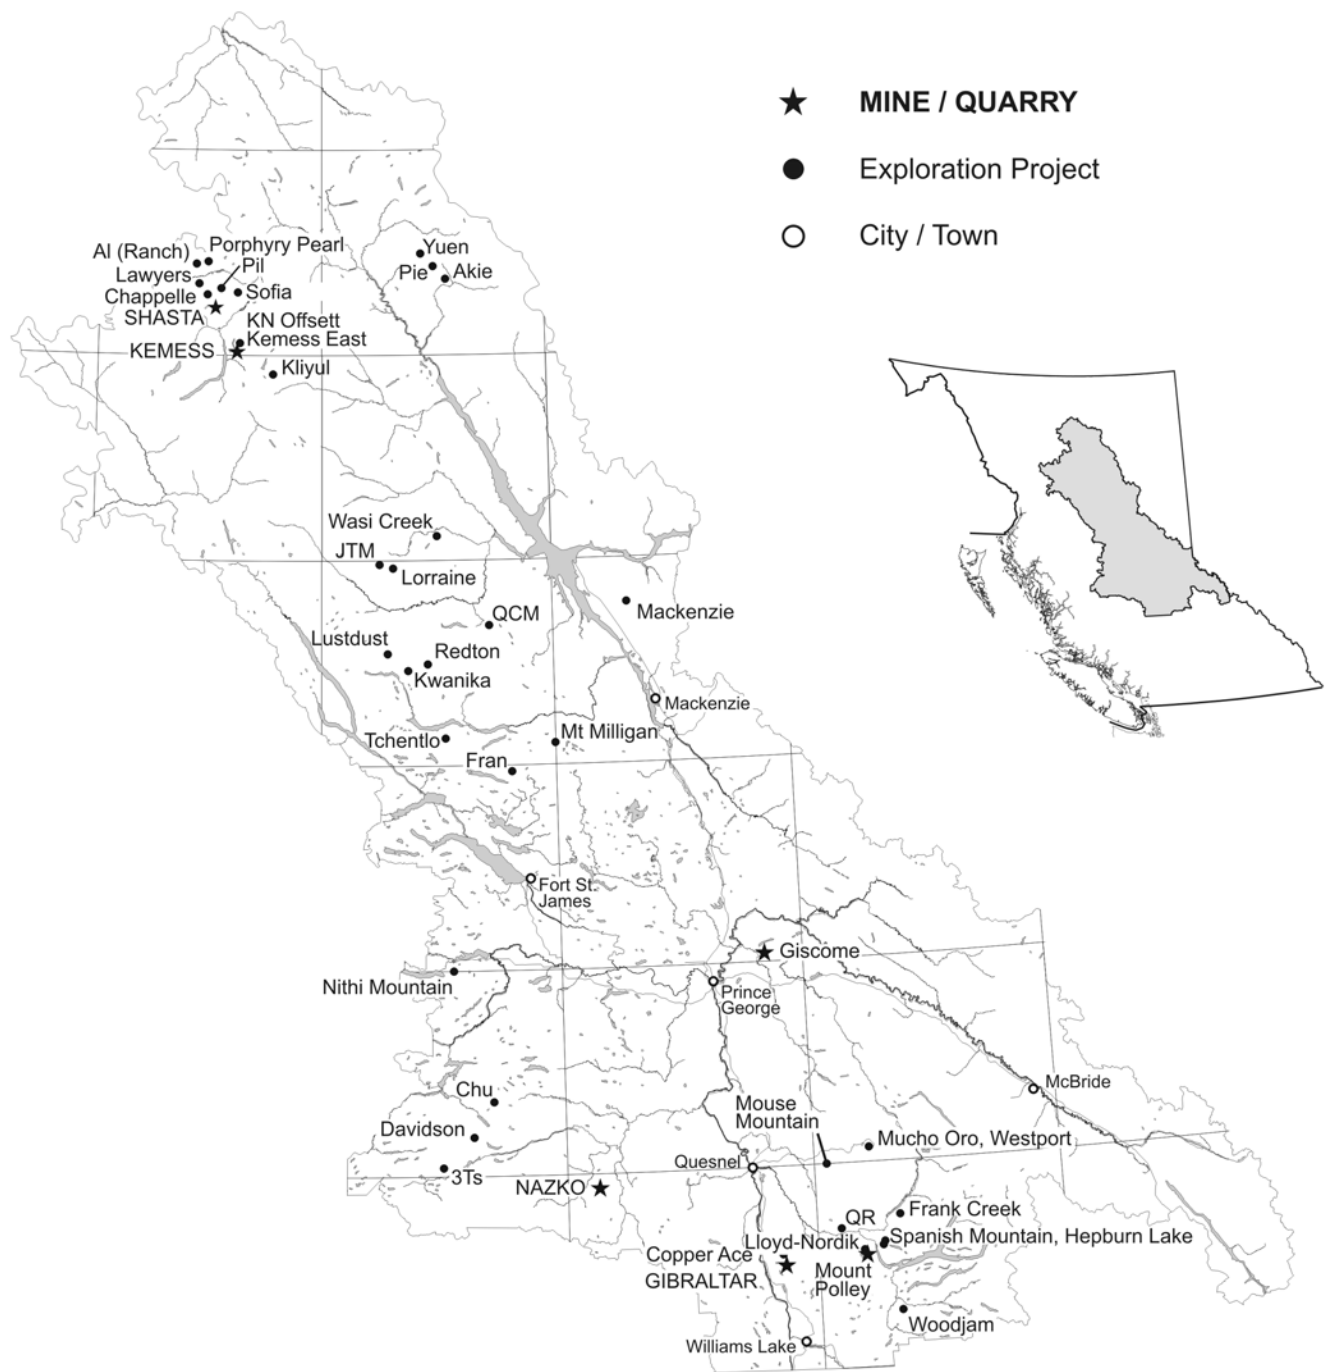 MINE / QUARRY
Exploration Project
City / Town
Al (Ranch)
Porphyry Pearl
Pil
Lawyers
Chappelle
Sofia
SHASTA
KN Offsett
Kemess East
KEMESS
Kliyul
Yuen
Pie
Akie
Wasi Creek
JTM
Lorraine
Mackenzie
QCM
Lustdust
Redton
Kwanika
Mackenzie
Tchentlo
Mt Milligan
Fran
Fort St.
James
Giscome
Nithi Mountain
Prince
George
McBride
Chu
Mouse
Mountain
Davidson
Mucho Oro, Westport
Quesnel
3Ts
NAZKO
Frank Creek
QR
Spanish Mountain, Hepburn Lake
Lloyd-Nordik
Copper Ace
GIBRALTAR
Mount
Polley
Woodjam
Williams Lake